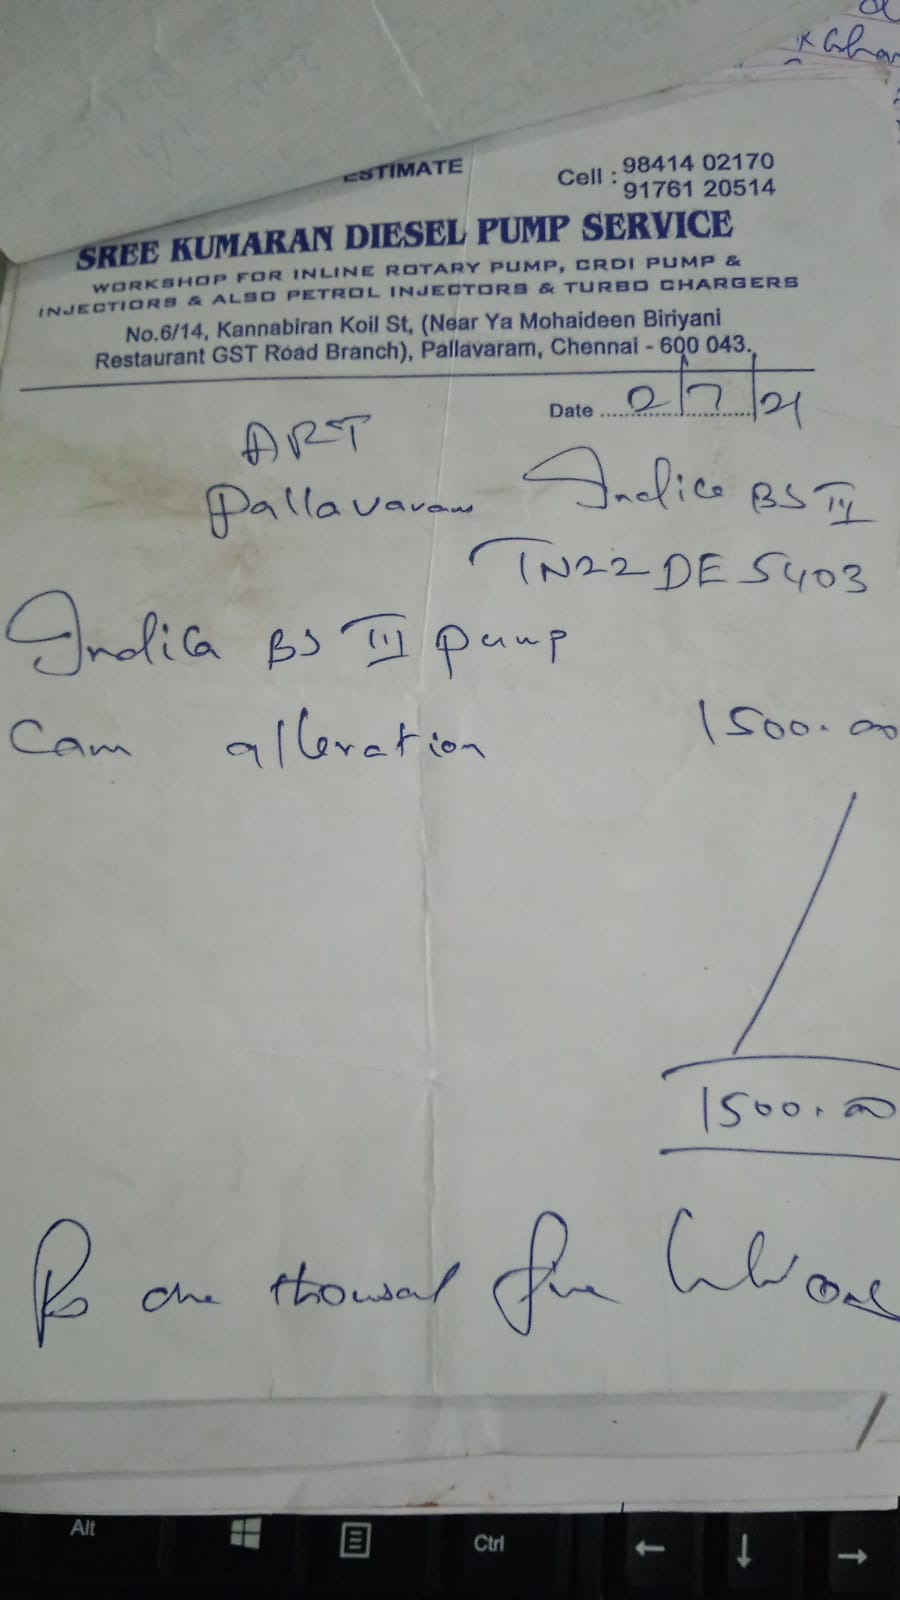 ESTIMATE
Cell : 98414 02170
91761 20514
SREE KUMARAN DIESEL PUMP SERVICE
WORKSHOP FOR INLINE ROTARY PUMP, CRDI PUMP &
INJECTIORS & ALSO PETROL INJECTORS & TURBO CHARGERS
No.6/14, Kannabiran Koil St, (Near Ya Mohaideen Biriyani
Restaurant GST Road Branch), Pallavaram, Chennai - 600 043.
Date 2/7/21
ART
Pallavaram
Indica BS III
TN22 DE 5403
Indica BS III pump
Cam alteration 1500.00
1500.00
Rs one thousand five
Alt
Ctrl